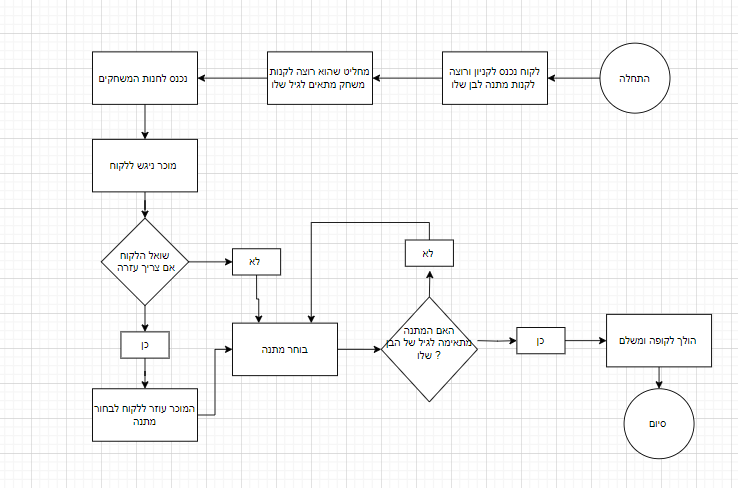 התחלה
לקוח נכנס לקניון ורוצה
לקנות מתנה לבן שלו
מחליט שהוא רוצה לקנות
משחק מתאים לגיל שלו
נכנס לחנות המשחקים
מוכר ניגש ללקוח
שואל הלקוח
אם צריך עזרה
לא
כן
המוכר עוזר ללקוח לבחור
מתנה
בוחר מתנה
האם המתנה
מתאימה לגיל של הבן
שלו ?
לא
כן
הולך לקופה ומשלם
סיום